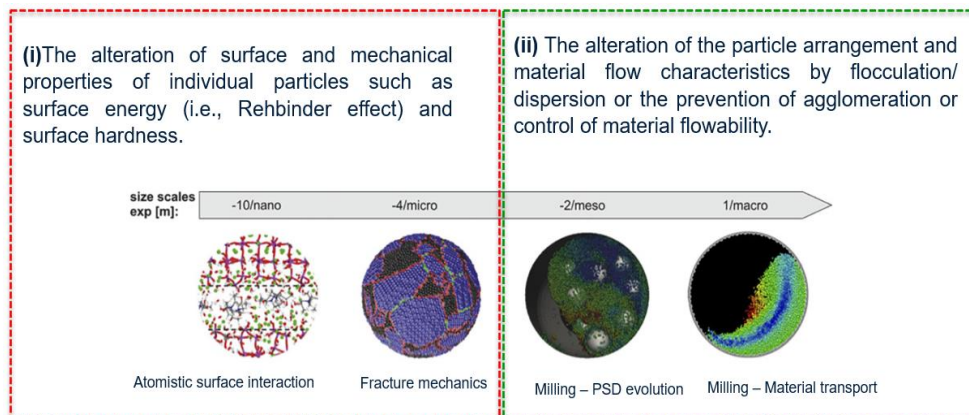 (i)The alteration of surface and mechanical
properties of individual particles such as
surface energy (i.e., Rehbinder effect) and
surface hardness.
(ii) The alteration of the particle arrangement and
material flow characteristics by flocculation/
dispersion or the prevention of agglomeration or
control of material flowability.
size scales
exp [m]:
-10/nano
-4/micro
-2/meso
1/macro
Atomistic surface interaction
Fracture mechanics
Milling – PSD evolution
Milling – Material transport